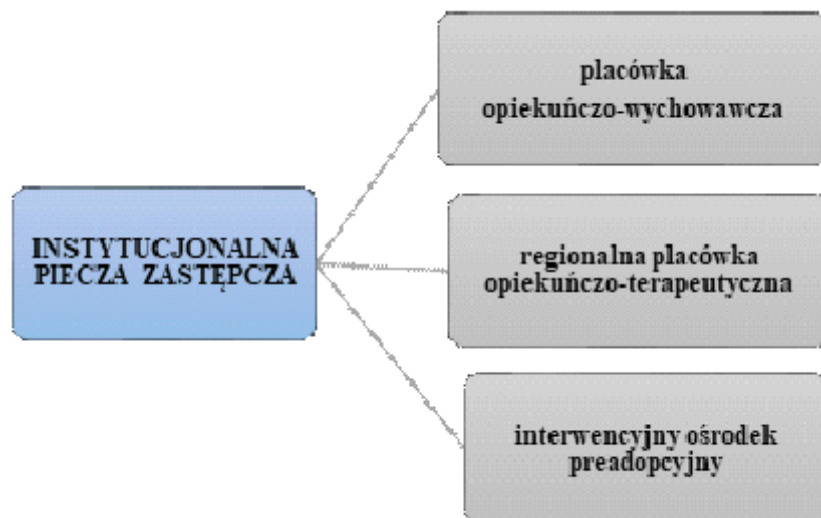 INSTYTUCJONALNA
PIECZA ZASTĘPCZA
placówka
opiekuńczo-wychowawcza
regionalna placówka
opiekuńczo-terapeutyczna
interwencyjny ośrodek
preadopcyjny